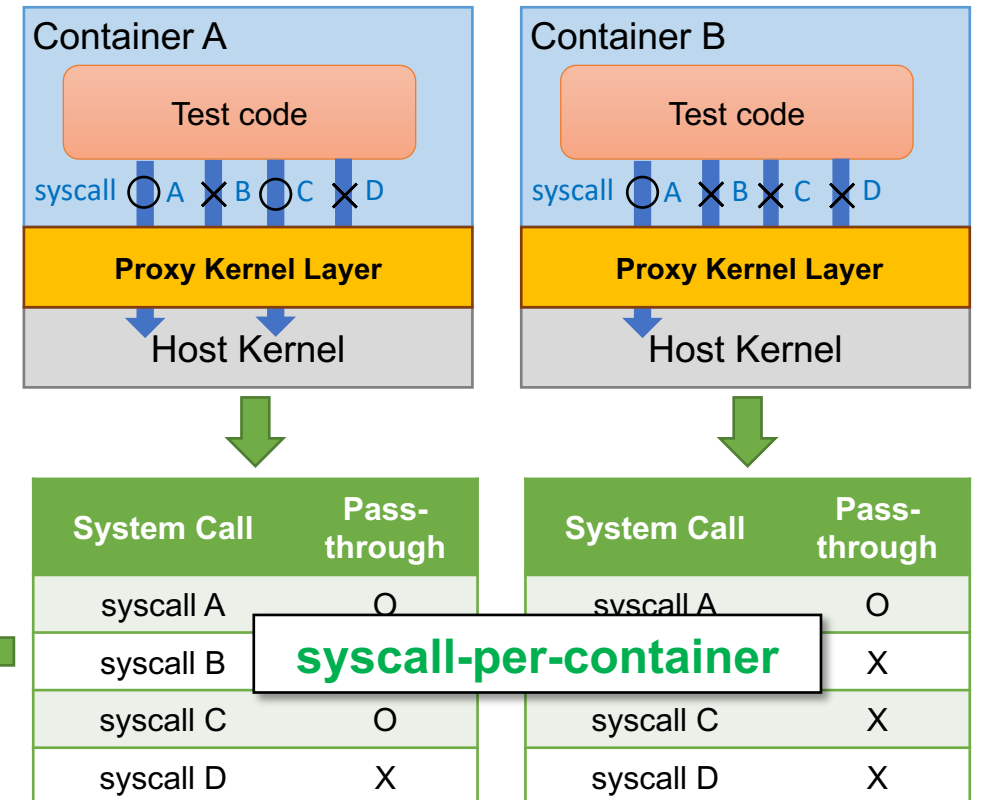 Container A
Test code
syscall A B C D
Proxy Kernel Layer
Host Kernel
Container B
Test code
syscall A B C D
Proxy Kernel Layer
Host Kernel
System Call Pass-
through
syscall A O
syscall B
syscall C O
syscall D X
System Call Pass-
through
syscall A O
X
syscall C X
syscall D X
syscall-per-container